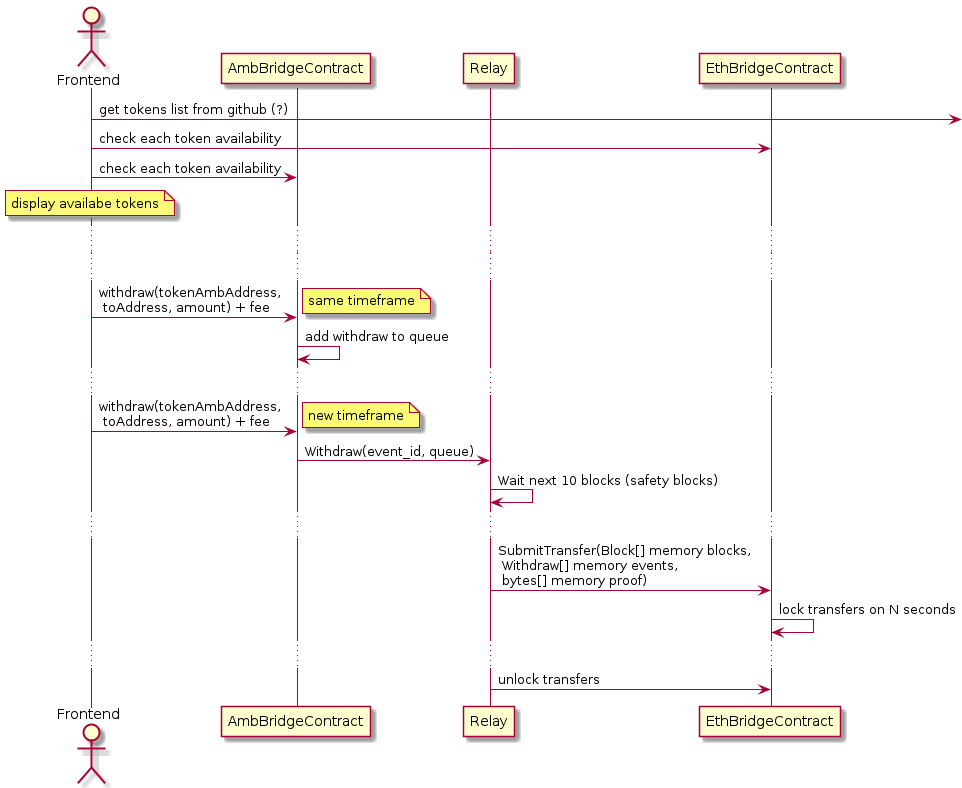 Frontend
AmbBridgeContract
Relay
EthBridgeContract
get tokens list from github (?)
check each token availability
check each token availability
display availabe tokens
withdraw(tokenAmbAddress,
toAddress, amount) + fee
same timeframe
add withdraw to queue
withdraw(tokenAmbAddress,
toAddress, amount) + fee
new timeframe
Withdraw(event_id, queue)
Wait next 10 blocks (safety blocks)
SubmitTransfer(Block[] memory blocks,
Withdraw[] memory events,
bytes[] memory proof)
lock transfers on N seconds
unlock transfers
Frontend
AmbBridgeContract
Relay
EthBridgeContract